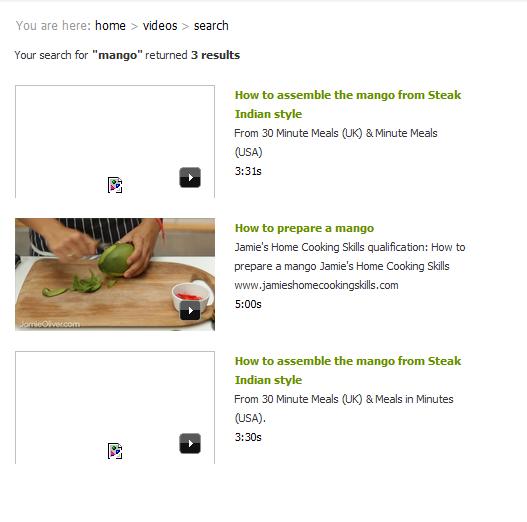 You are here: home > videos > search
Your search for "mango" returned 3 results
How to assemble the mango from Steak
Indian style
From 30 Minute Meals (UK) & Minute Meals
(USA)
3:31s
How to prepare a mango
Jamie's Home Cooking Skills qualification: How to
prepare a mango Jamie's Home Cooking Skills
www.jamieshomecookingskills.com
5:00s
JamieOliver.com
How to assemble the mango from Steak
Indian style
From 30 Minute Meals (UK) & Meals in Minutes
(USA).
3:30s